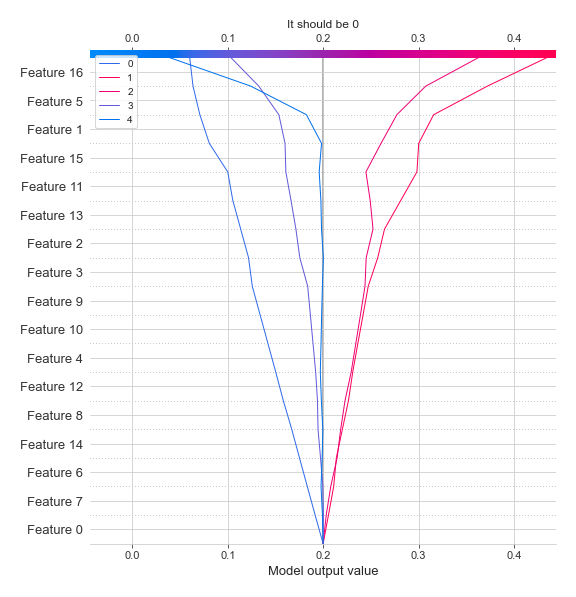 It should be 0
0.0 0.1 0.2 0.3 0.4
0
1
2
3
4
Feature 16
Feature 5
Feature 1
Feature 15
Feature 11
Feature 13
Feature 2
Feature 3
Feature 9
Feature 10
Feature 4
Feature 12
Feature 8
Feature 14
Feature 6
Feature 7
Feature 0
0.0 0.1 0.2 0.3 0.4
Model output value